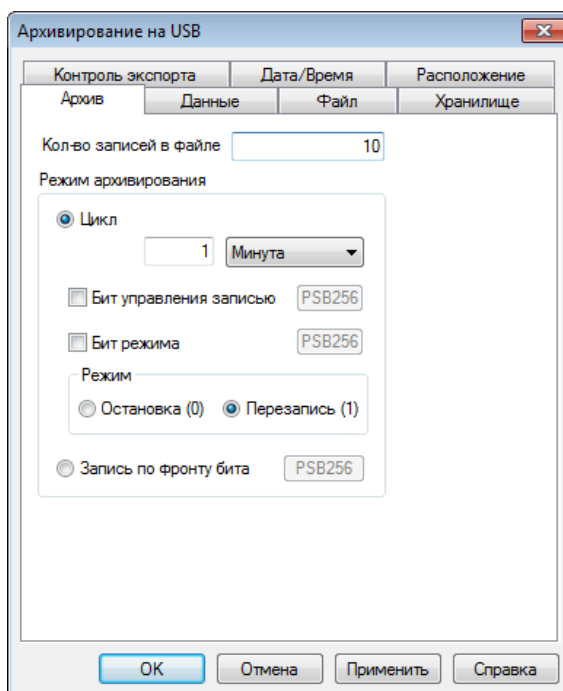 Архивирование на USB
Контроль экспорта Дата/Время Расположение
Архив Данные Файл Хранилище
Кол-во записей в файле 10
Режим архивирования
Цикл
1 Минута
Бит управления записью PSB256
Бит режима PSB256
Режим
Остановка (0) Перезапись (1)
Запись по фронту бита PSB256
OK Отмена Применить Справка